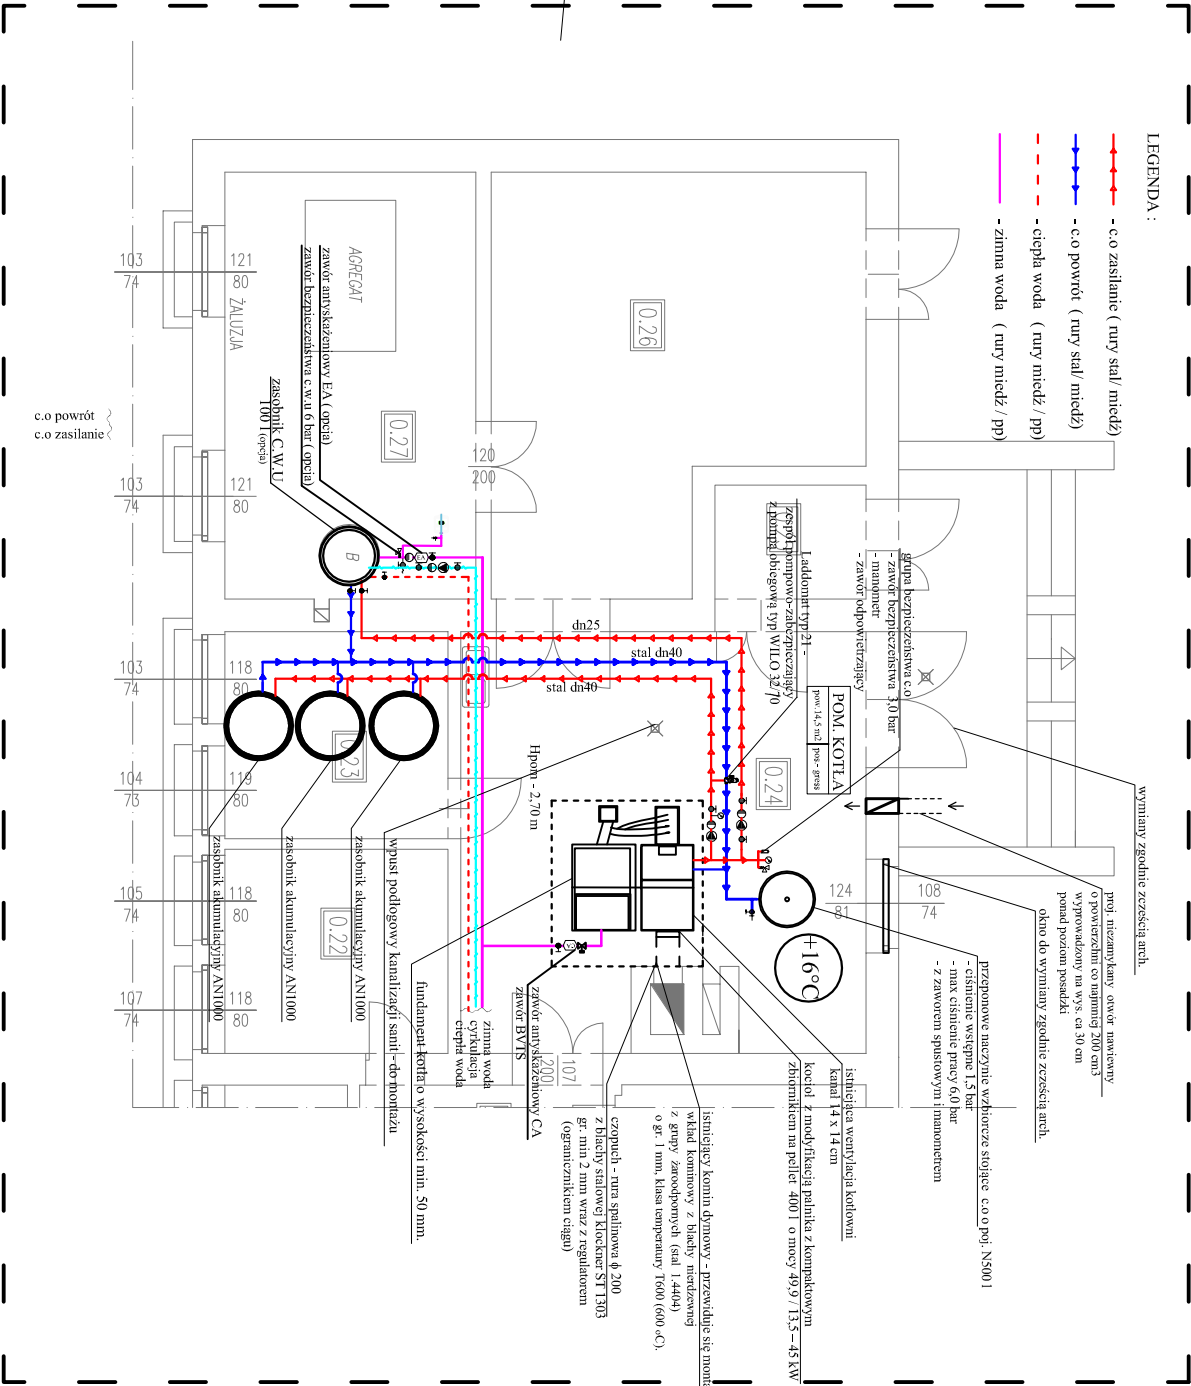 LEGENDA :
- c.o zasilanie ( rury stal/ miedź)
- c.o powrót ( rury stal/ miedź)
- ciepła woda ( rury miedź / pp)
- zimna woda ( rury miedź / pp)
wymiany zgodnie zcześcią arch.
proj. niezamykany otwór nawiewny
o powierzchni co najmniej 200 cm3
wyprowadzony na wys. ca 30 cm
ponad poziom posadzki
okno do wymiany zgodnie zcześcią arch.
przeponowe naczynie wzbiorcze stojące c.o o poj. N5001
- ciśnienie wstępne 1,5 bar
- max ciśnienie pracy 6,0 bar
- z zaworem spustowym i manometrem
grupa bezpieczeństwa c.o
- zawór bezpieczeństwa 3,0 bar
- manometr
- zawór odpowietrzający
istniejąca wentylacja kotłowni
kanał 14 x 14 cm
POM. KOTŁA
pow. 14,5 m2
pos - gress
Laddomat typ 21 -
zespół pompowo-zabezpieczający
z pompą obiegową typ WILO 32/70
kocioł z modyfikacją palnika z kompaktowym
zbiornikiem na pellet 400 l o mocy 49,9 / 13,5 – 45 kW
istniejący komin dymowy - przewiduje się monta
wkład kominowy z blachy nierdzewnej
z grupy żaroodpornych (stal 1.4404)
o gr. 1 mm, klasa temperatury T600 (600 °C).
czopuch - rura spalinowa ϕ 200
z blachy stalowej klockner ST 1303
gr. min 2 mm wraz z regulatorem
(ogranicznikiem ciągu)
zawór antyskażeniowy CA
zawór BVTS
zimna woda
cyrkulacja
ciepła woda
fundament kotła o wysokości min. 50 mm.
wpust podłogowy kanalizacji sanit - do montażu
zasobnik akumulacyjny AN1000
zasobnik akumulacyjny AN1000
zasobnik akumulacyjny AN1000
Hpom - 2,70 m
zawór antyskażeniowy EA ( opcja)
zawór bezpieczeństwa c.w.u 6 bar ( opcja)
zasobnik C.W.U
100 l (opcja)
AGREGAT
ŻALUZJA
c.o powrót
c.o zasilanie
dn25
stal dn40
stal dn40
+16°C
0.26
0.27
0.24
0.23
0.22
B
EA
120
200
107
200
124
81
108
74
103
74
121
80
103
74
121
80
103
74
118
80
104
73
119
80
105
74
118
80
107
74
118
80